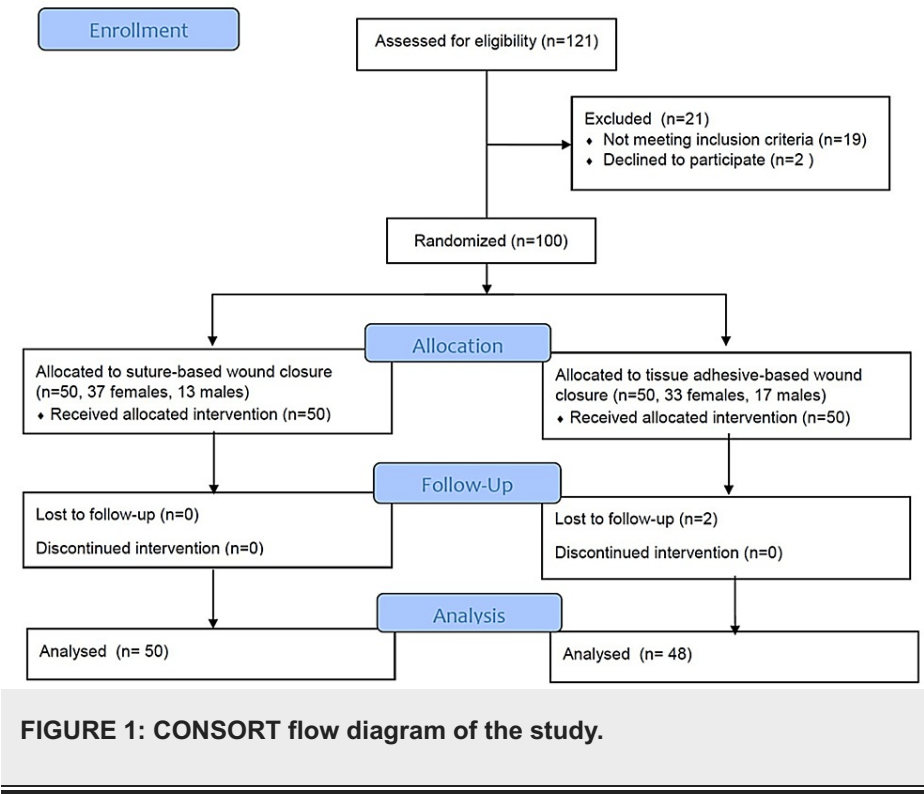 Enrollment
Assessed for eligibility (n=121)
Excluded (n=21)
♦ Not meeting inclusion criteria (n=19)
♦ Declined to participate (n=2 )
Randomized (n=100)
Allocation
Allocated to suture-based wound closure
(n=50, 37 females, 13 males)
♦ Received allocated intervention (n=50)
Allocated to tissue adhesive-based wound
closure (n=50, 33 females, 17 males)
♦ Received allocated intervention (n=50)
Follow-Up
Lost to follow-up (n=0)
Discontinued intervention (n=0)
Lost to follow-up (n=2)
Discontinued intervention (n=0)
Analysis
Analysed (n= 50)
Analysed (n= 48)
FIGURE 1: CONSORT flow diagram of the study.